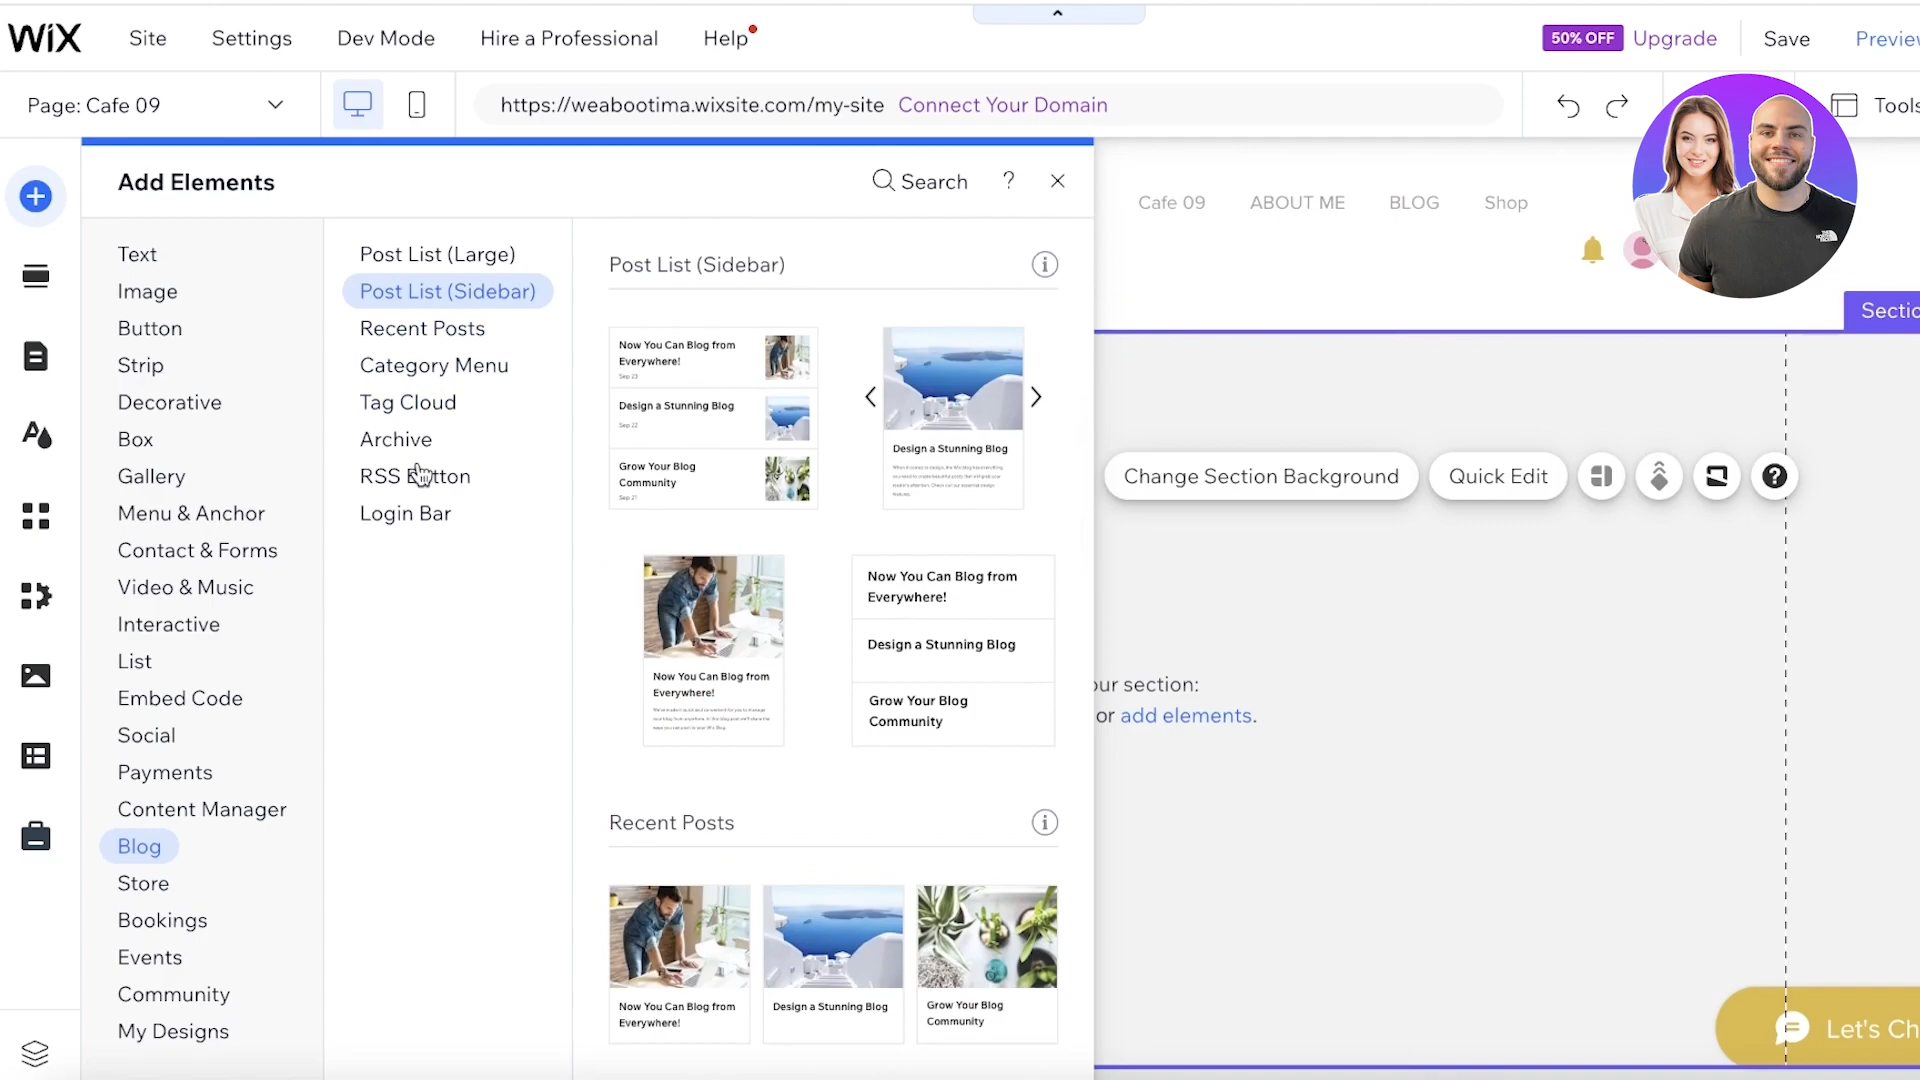 WiX
Site
Settings
Dev Mode
Hire a Professional
Help
50% OFF
Upgrade
Save
Preview
Page: Cafe 09
https://weabootima.wixsite.com/my-site
Connect Your Domain
Tools
Add Elements
Search
?
Text
Image
Button
Strip
Decorative
Box
Gallery
Menu & Anchor
Contact & Forms
Video & Music
Interactive
List
Embed Code
Social
Payments
Content Manager
Blog
Store
Bookings
Events
Community
My Designs
Post List (Large)
Post List (Sidebar)
Recent Posts
Category Menu
Tag Cloud
Archive
RSS Button
Login Bar
Post List (Sidebar)
Now You Can Blog from
Everywhere!
Sep 23
Design a Stunning Blog
Sep 22
Grow Your Blog
Community
Sep 21
Design a Stunning Blog
Now You Can Blog from
Everywhere!
Now You Can Blog from
Everywhere!
Design a Stunning Blog
Grow Your Blog
Community
Recent Posts
Now You Can Blog from
Everywhere!
Design a Stunning Blog
Grow Your Blog
Community
Cafe 09
ABOUT ME
BLOG
Shop
Sectio
Change Section Background
Quick Edit
?
our section:
or add elements.
Let's Ch